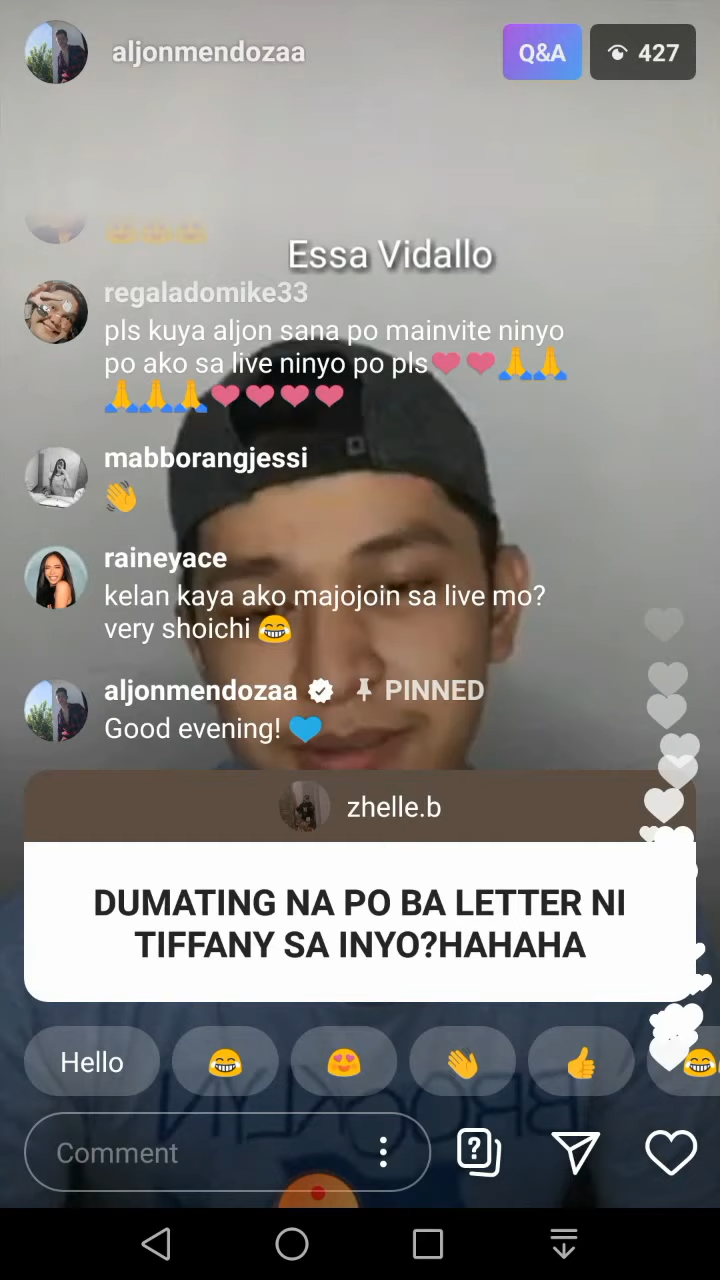 aljonmendozaa
Q&A
427
Essa Vidallo
regaladomike33
pls kuya aljon sana po mainvite ninyo
po ako sa live ninyo po pls❤️❤️🙏🙏
🙏🙏🙏❤️❤️❤️❤️
mabborangjessi
👋
raineyace
kelan kaya ako majojoin sa live mo?
very shoichi 😂
aljonmendozaa PINNED
Good evening! 💙
zhelle.b
DUMATING NA PO BA LETTER NI
TIFFANY SA INYO?HAHAHA
Hello 😂 😍 👋 👍 😂
Comment
BROOKLYN